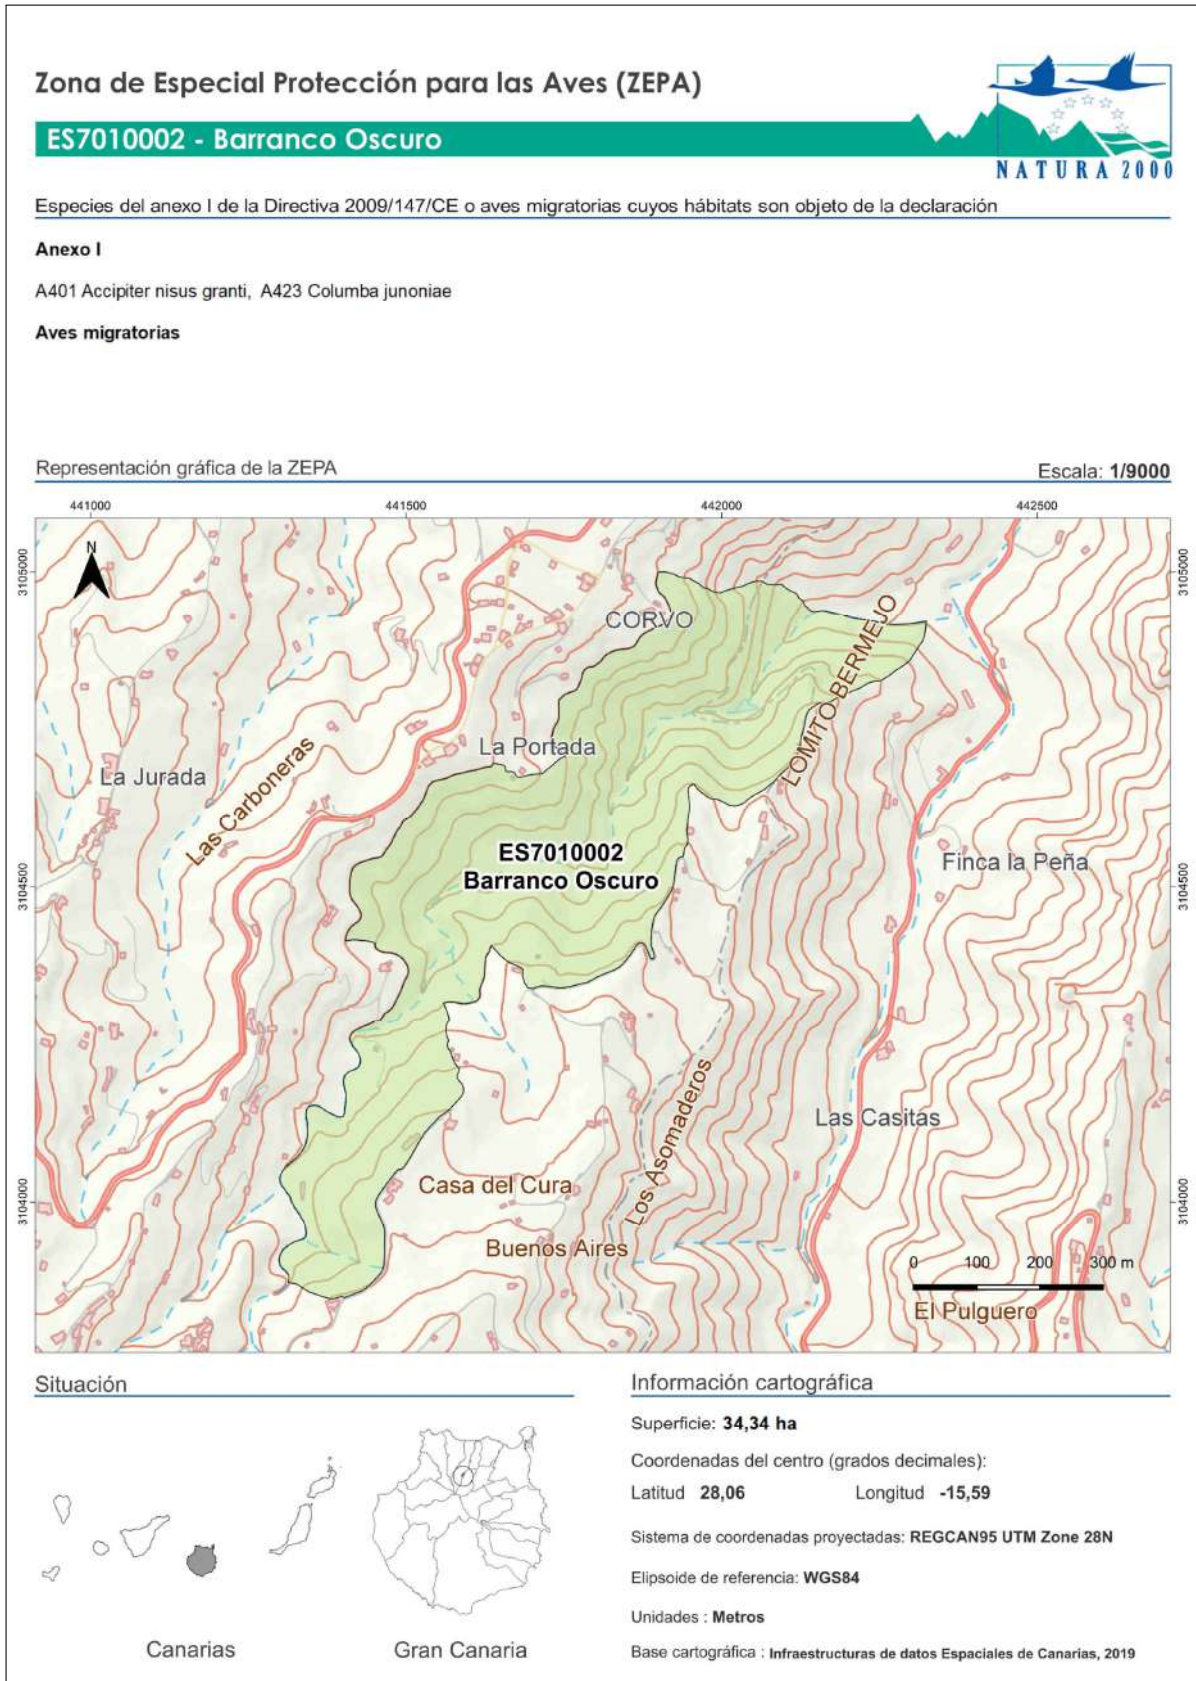 Zona de Especial Protección para las Aves (ZEPA)
ES7010002 - Barranco Oscuro
NATURA 2000
Especies del anexo I de la Directiva 2009/147/CE o aves migratorias cuyos hábitats son objeto de la declaración
Anexo I
A401 Accipiter nisus granti, A423 Columba junoniae
Aves migratorias
Representación gráfica de la ZEPA
Escala: 1/9000
441000 441500 442000 442500
3105000 3105000
N
CORVO
LOMITO BERMEJO
La Portada
La Jurada
Las Carboneras
ES7010002
Barranco Oscuro
Finca la Peña
3104500 3104500
Los Asomaderos
Las Casitas
Casa del Cura
3104000 3104000
Buenos Aires
0 100 200 300 m
El Pulguero
Situación
Canarias
Gran Canaria
Información cartográfica
Superficie: 34,34 ha
Coordenadas del centro (grados decimales):
Latitud 28,06 Longitud -15,59
Sistema de coordenadas proyectadas: REGCAN95 UTM Zone 28N
Elipsoide de referencia: WGS84
Unidades : Metros
Base cartográfica : Infraestructuras de datos Espaciales de Canarias, 2019